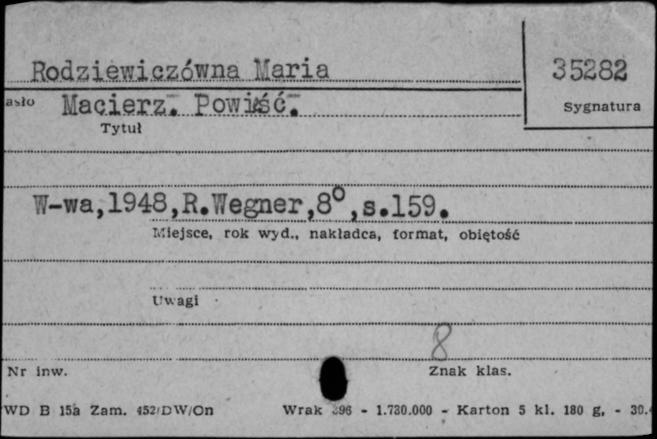 Rodziewiczówna Maria
35282
Macierz. Powieść.
Sygnatura
Tytuł
W-wa,1948,R.Wegner,8°,s.159.
Miejsce, rok wyd., nakładca, format, objętość
Uwagi
8
Nr inw.
Znak klas.
WD B 15a Zam. 452/DW/On Wrak 396 - 1.730.000 - Karton 5 kl. 180 g, - 30.